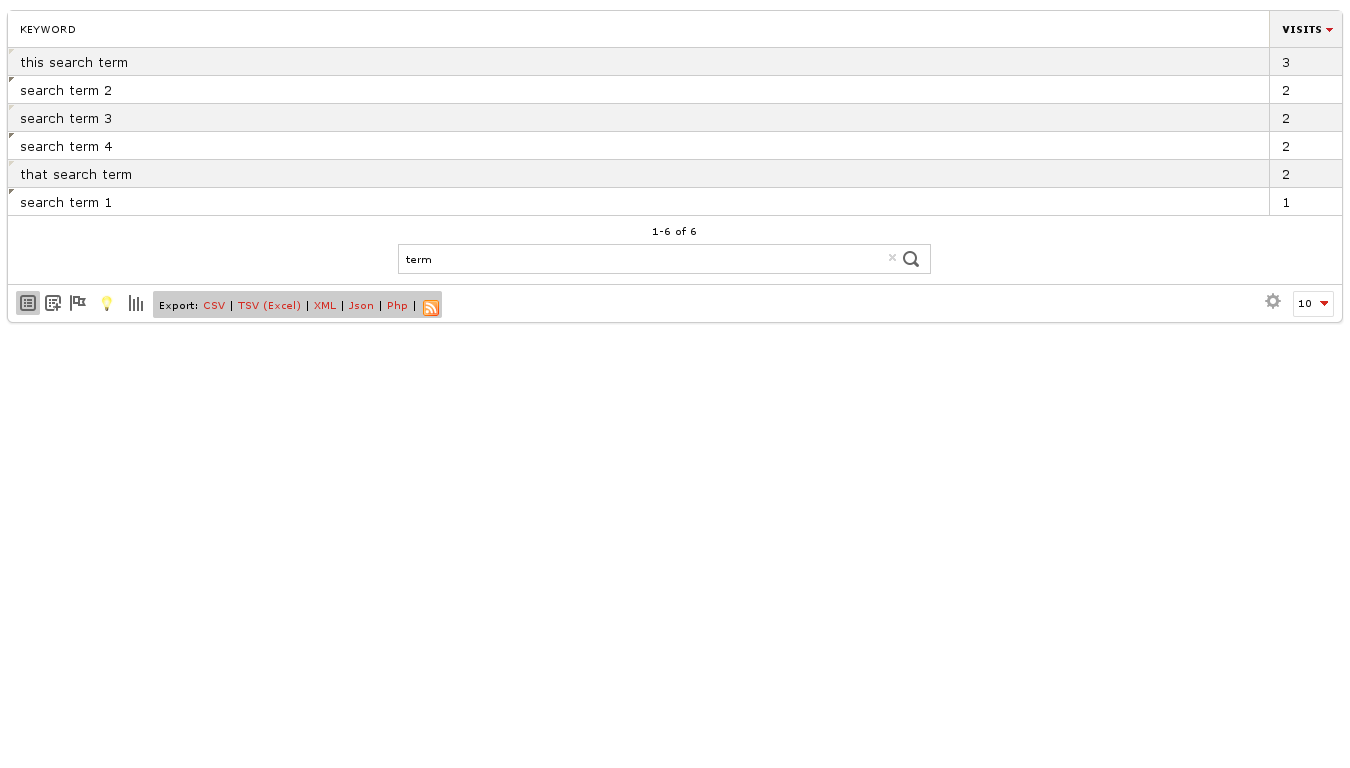 KEYWORD VISITS
this search term 3
search term 2 2
search term 3 2
search term 4 2
that search term 2
search term 1 1
1-6 of 6
term
Export: CSV | TSV (Excel) | XML | Json | Php |
10